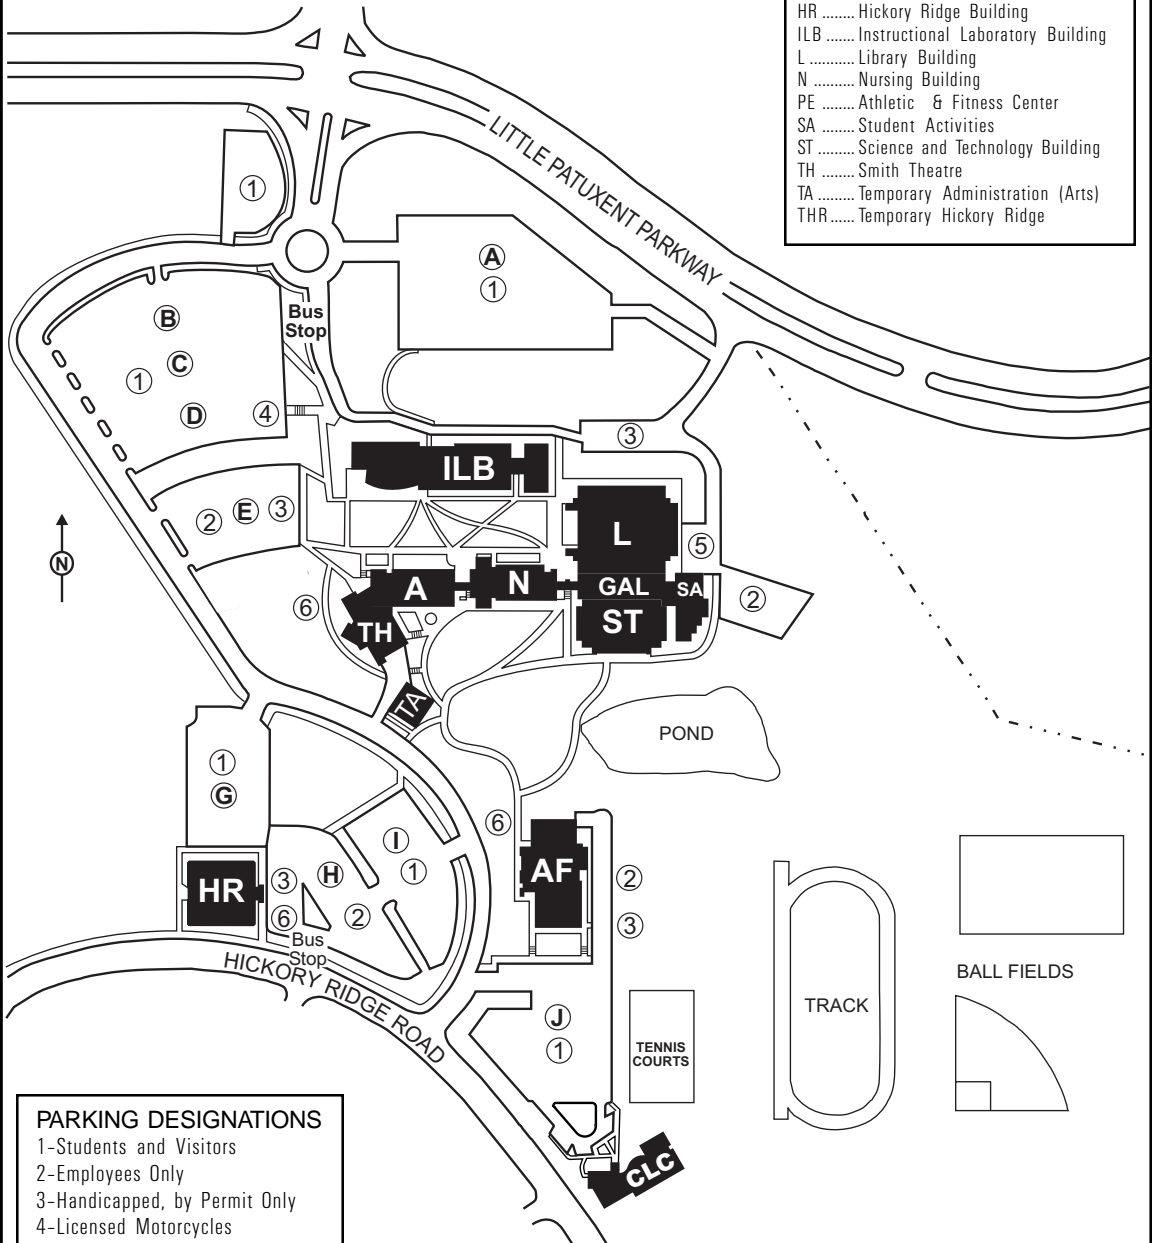 HR ........ Hickory Ridge Building
ILB ....... Instructional Laboratory Building
L ........... Library Building
N .......... Nursing Building
PE ........ Athletic & Fitness Center
SA ........ Student Activities
ST ......... Science and Technology Building
TH ........ Smith Theatre
TA ......... Temporary Administration (Arts)
THR ...... Temporary Hickory Ridge
LITTLE PATUXENT PARKWAY
1
A
1
Bus
Stop
B
C
1
D
4
3
ILB
2
E
3
L
5
N
A
N
GAL
SA
2
6
TH
ST
TA
POND
1
G
6
I
1
AF
H
HR
3
2
6
2
3
Bus
Stop
HICKORY RIDGE ROAD
BALL FIELDS
TRACK
J
1
TENNIS
COURTS
CLC
PARKING DESIGNATIONS
1-Students and Visitors
2-Employees Only
3-Handicapped, by Permit Only
4-Licensed Motorcycles